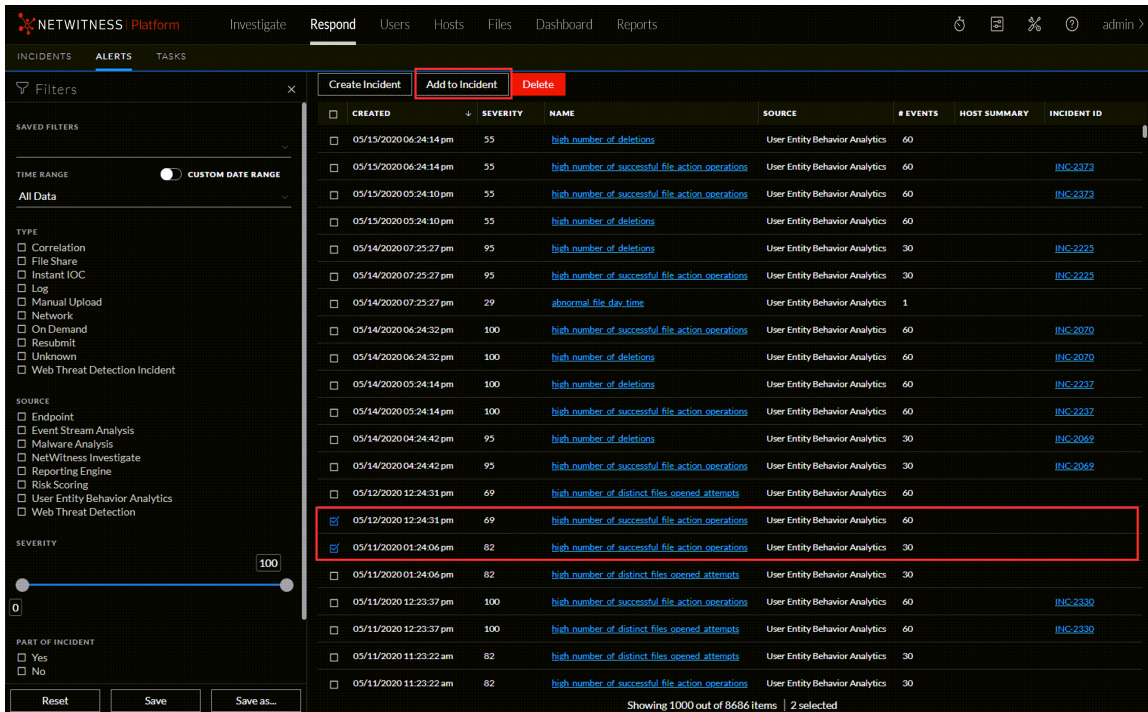 NETWITNESS Platform Investigate Respond Users Hosts Files Dashboard Reports admin >
INCIDENTS ALERTS TASKS
Filters
Create Incident Add to Incident Delete
SAVED FILTERS
TIME RANGE CUSTOM DATE RANGE
All Data
TYPE
Correlation
File Share
Instant IOC
Log
Manual Upload
Network
On Demand
Resubmit
Unknown
Web Threat Detection Incident
SOURCE
Endpoint
Event Stream Analysis
Malware Analysis
NetWitness Investigate
Reporting Engine
Risk Scoring
User Entity Behavior Analytics
Web Threat Detection
SEVERITY
100
0
PART OF INCIDENT
Yes
No
Reset Save Save as...
CREATED SEVERITY NAME SOURCE # EVENTS HOST SUMMARY INCIDENT ID
05/15/2020 06:24:14 pm 55 high number of deletions User Entity Behavior Analytics 60
05/15/2020 06:24:14 pm 55 high number of successful file action operations User Entity Behavior Analytics 60 INC-2373
05/15/2020 05:24:10 pm 55 high number of successful file action operations User Entity Behavior Analytics 60 INC-2373
05/15/2020 05:24:10 pm 55 high number of deletions User Entity Behavior Analytics 60
05/14/2020 07:25:27 pm 95 high number of deletions User Entity Behavior Analytics 30 INC-2225
05/14/2020 07:25:27 pm 95 high number of successful file action operations User Entity Behavior Analytics 30 INC-2225
05/14/2020 07:25:27 pm 29 abnormal file day time User Entity Behavior Analytics 1
05/14/2020 06:24:32 pm 100 high number of successful file action operations User Entity Behavior Analytics 60 INC-2070
05/14/2020 06:24:32 pm 100 high number of deletions User Entity Behavior Analytics 60 INC-2070
05/14/2020 05:24:14 pm 100 high number of deletions User Entity Behavior Analytics 60 INC-2237
05/14/2020 05:24:14 pm 100 high number of successful file action operations User Entity Behavior Analytics 60 INC-2237
05/14/2020 04:24:42 pm 95 high number of deletions User Entity Behavior Analytics 30 INC-2069
05/14/2020 04:24:42 pm 95 high number of successful file action operations User Entity Behavior Analytics 30 INC-2069
05/12/2020 12:24:31 pm 69 high number of distinct files opened attempts User Entity Behavior Analytics 60
05/12/2020 12:24:31 pm 69 high number of successful file action operations User Entity Behavior Analytics 60
05/11/2020 01:24:06 pm 82 high number of successful file action operations User Entity Behavior Analytics 30
05/11/2020 01:24:06 pm 82 high number of distinct files opened attempts User Entity Behavior Analytics 30
05/11/2020 12:23:37 pm 100 high number of successful file action operations User Entity Behavior Analytics 60 INC-2330
05/11/2020 12:23:37 pm 100 high number of distinct files opened attempts User Entity Behavior Analytics 60 INC-2330
05/11/2020 11:23:22 am 82 high number of distinct files opened attempts User Entity Behavior Analytics 30
05/11/2020 11:23:22 am 82 high number of successful file action operations User Entity Behavior Analytics 30
Showing 1000 out of 8686 items | 2 selected